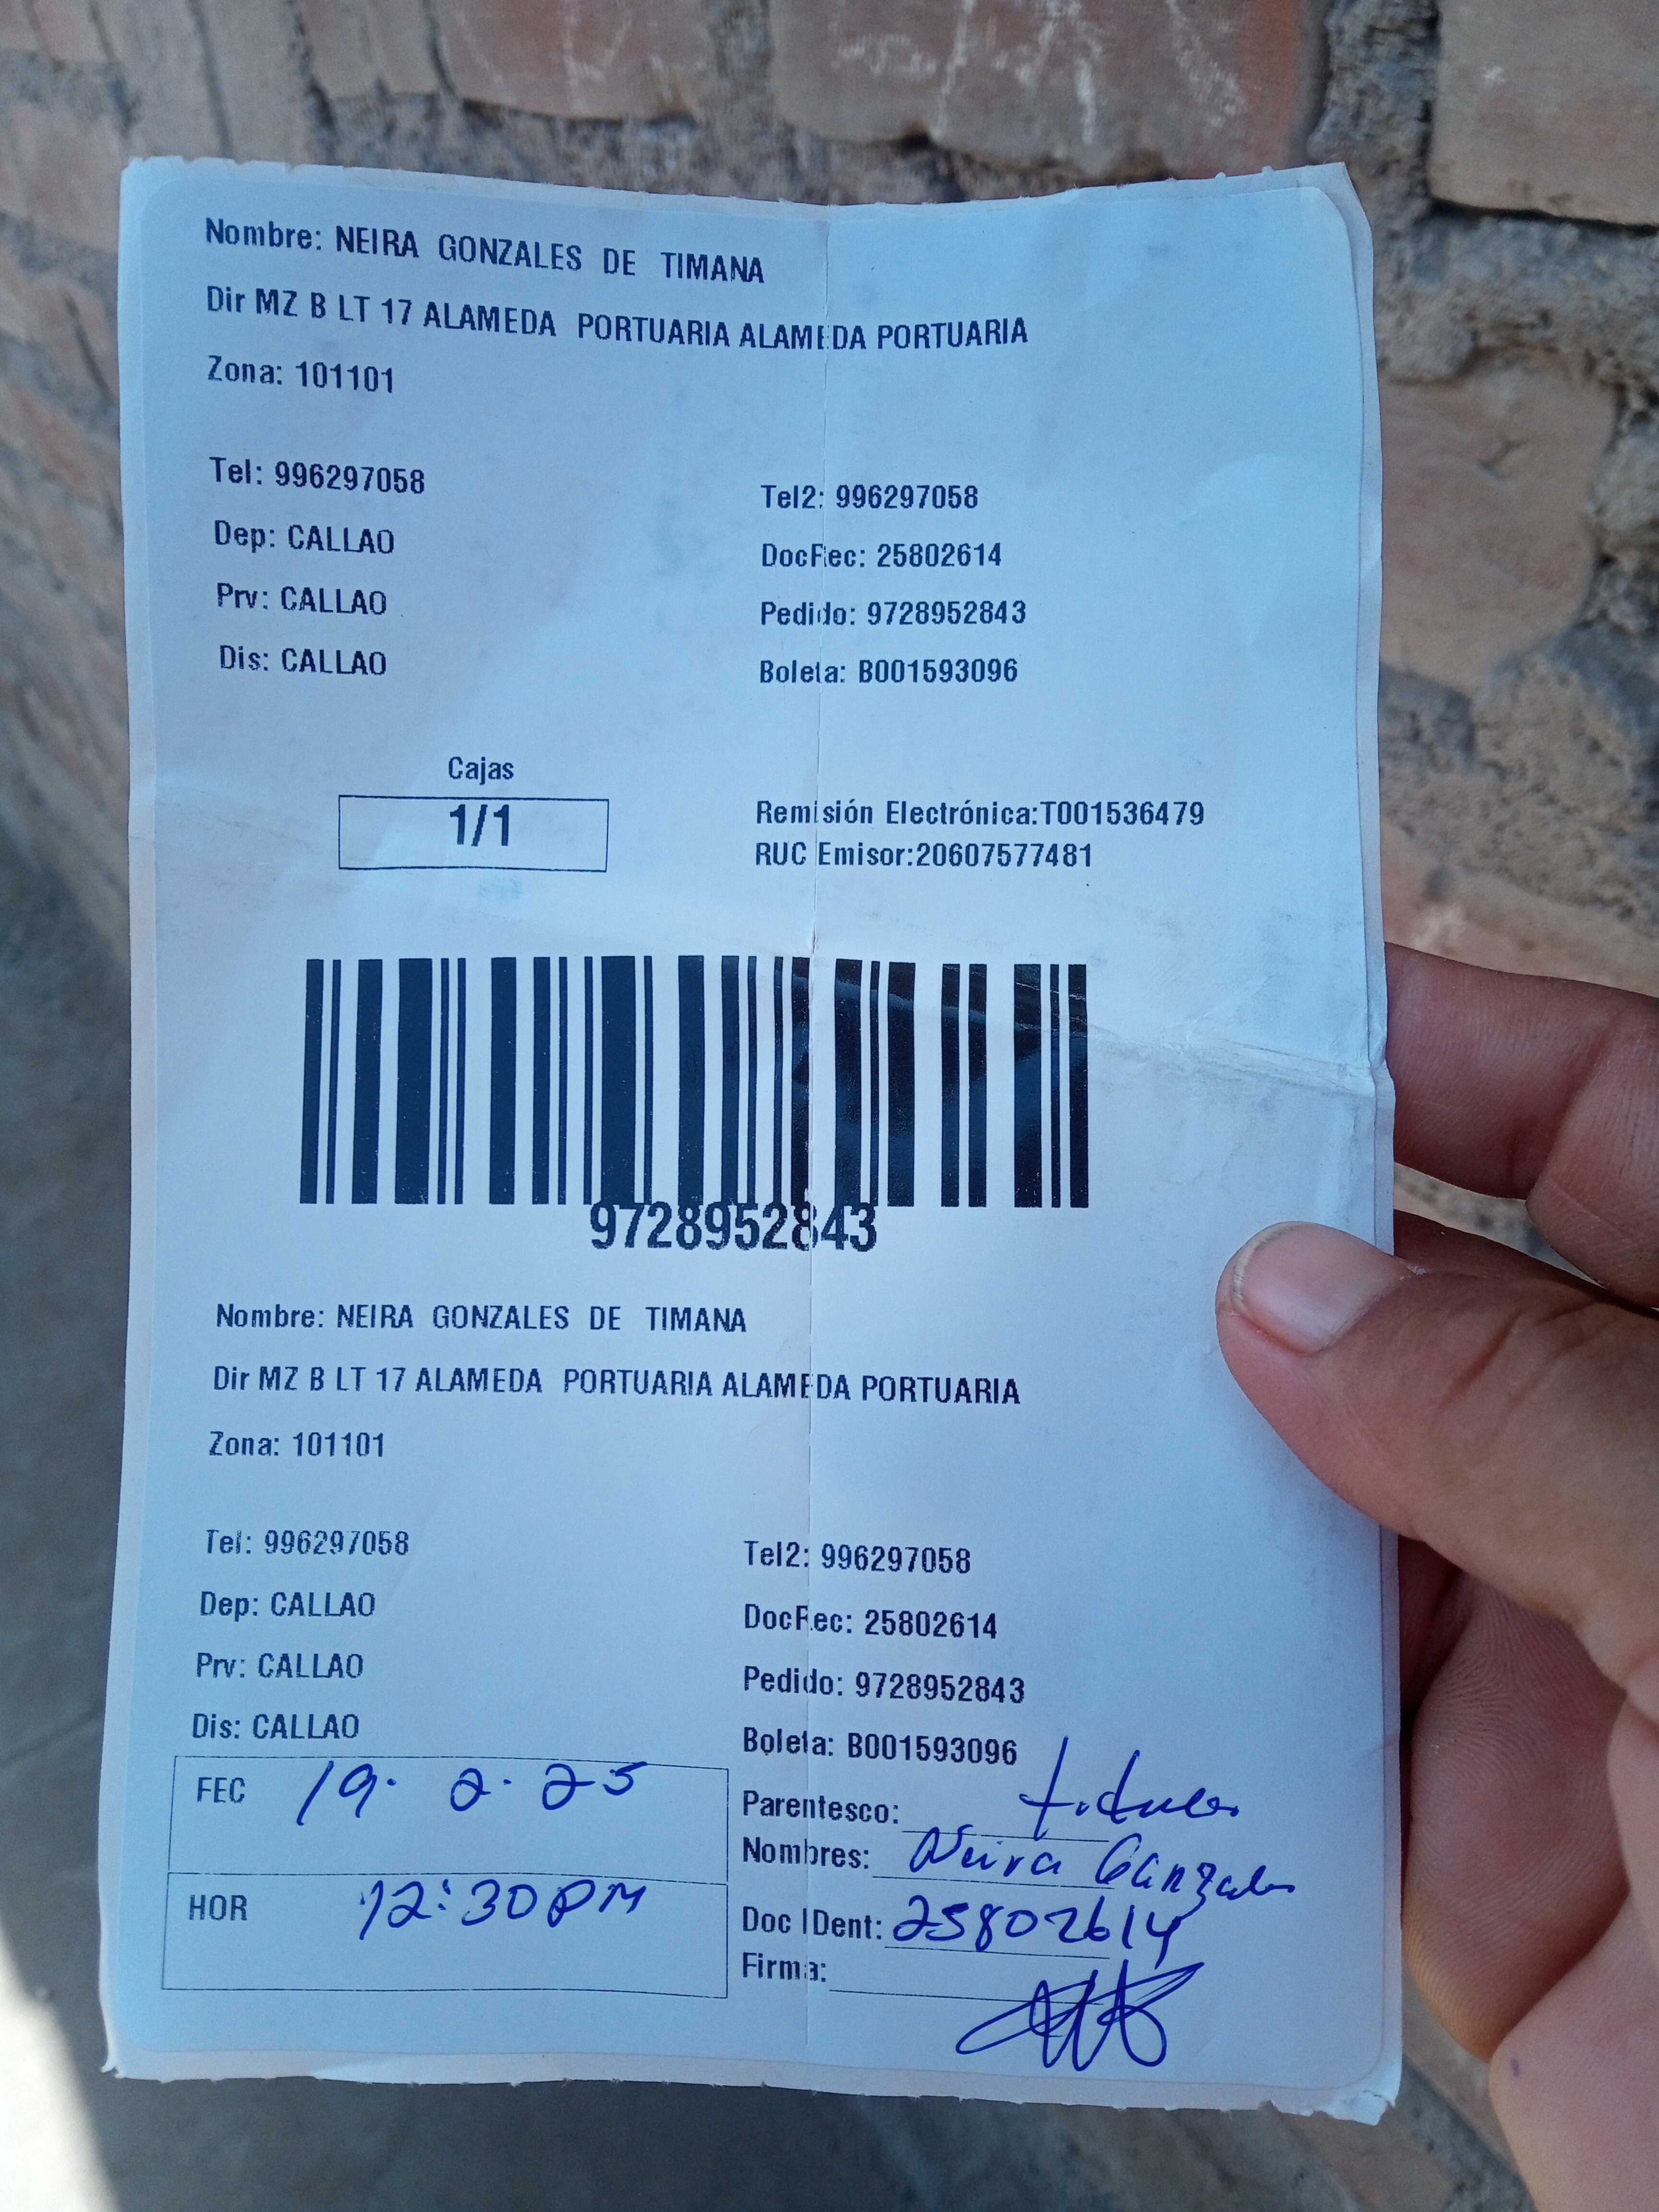 Nombre: NEIRA GONZALES DE TIMANA
Dir MZ B LT 17 ALAMEDA PORTUARIA ALAMEDA PORTUARIA
Zona: 101101
Tel: 996297058
Tel2: 996297058
Dep: CALLAO
DocRec: 25802614
Prv: CALLAO
Pedido: 9728952843
Dis: CALLAO
Boleta: B001593096
Cajas
1/1
Remisión Electrónica:T001536479
RUC Emisor:20607577481
9728952843
Nombre: NEIRA GONZALES DE TIMANA
Dir MZ B LT 17 ALAMEDA PORTUARIA ALAMEDA PORTUARIA
Zona: 101101
Tel: 996297058
Tel2: 996297058
Dep: CALLAO
DocRec: 25802614
Prv: CALLAO
Pedido: 9728952843
Dis: CALLAO
Boleta: B001593096
FEC 19. 2. 25
Parentesco: titular
Nombres: Neira Gonzales
HOR 12:30 PM
Doc IDent: 25802614
Firma: